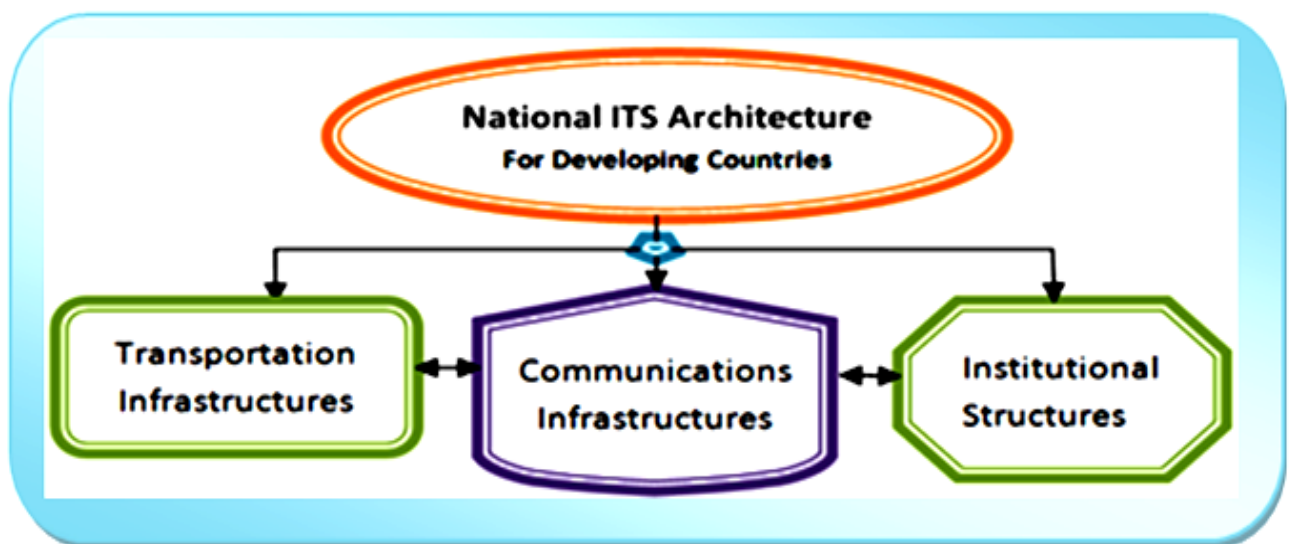 National ITS Architecture
For Developing Countries
Transportation
Infrastructures
Communications
Infrastructures
Institutional
Structures